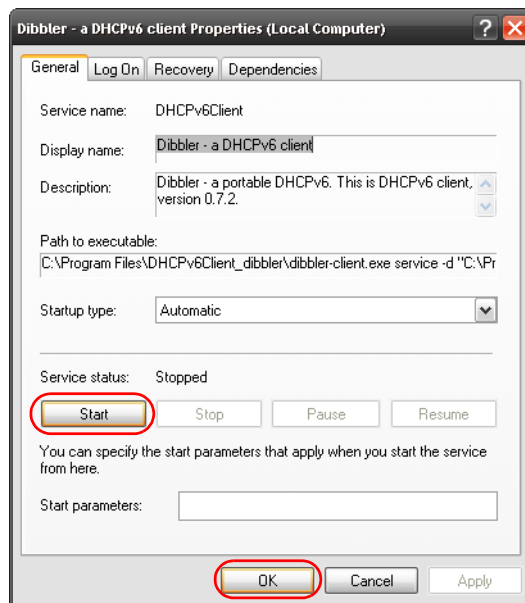 Dibbler - a DHCPv6 client Properties (Local Computer)
General Log On Recovery Dependencies
Service name: DHCPv6Client
Display name: Dibbler - a DHCPv6 client
Description: Dibbler - a portable DHCPv6. This is DHCPv6 client,
version 0.7.2.
Path to executable:
C:\Program Files\DHCPv6Client_dibbler\dibbler-client.exe service -d "C:\Pr
Startup type: Automatic
Service status: Stopped
Start Stop Pause Resume
You can specify the start parameters that apply when you start the service
from here.
Start parameters:
OK Cancel Apply